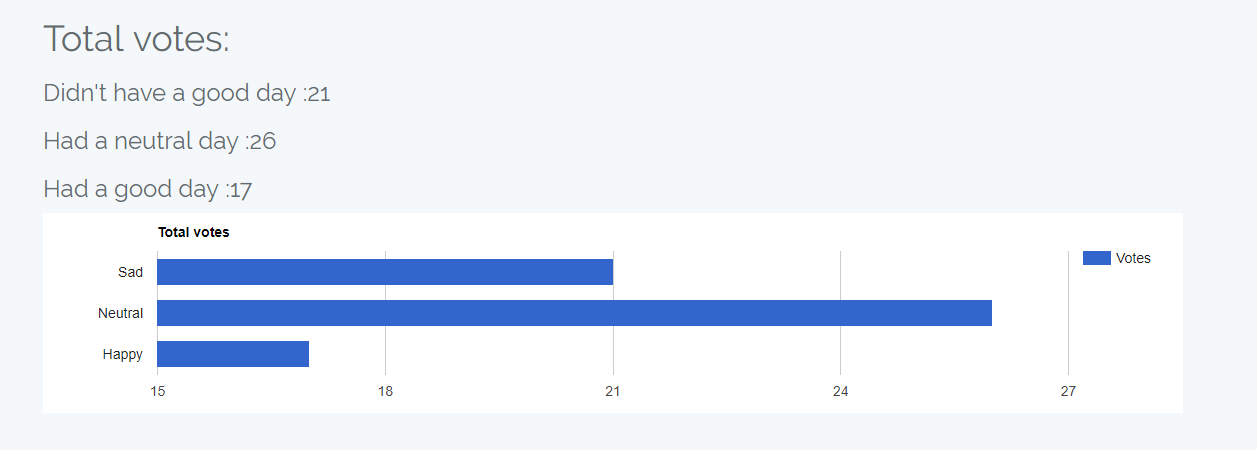 Total votes:
Didn't have a good day :21
Had a neutral day :26
Had a good day :17
Total votes
Votes
Sad
Neutral
Happy
15 18 21 24 27